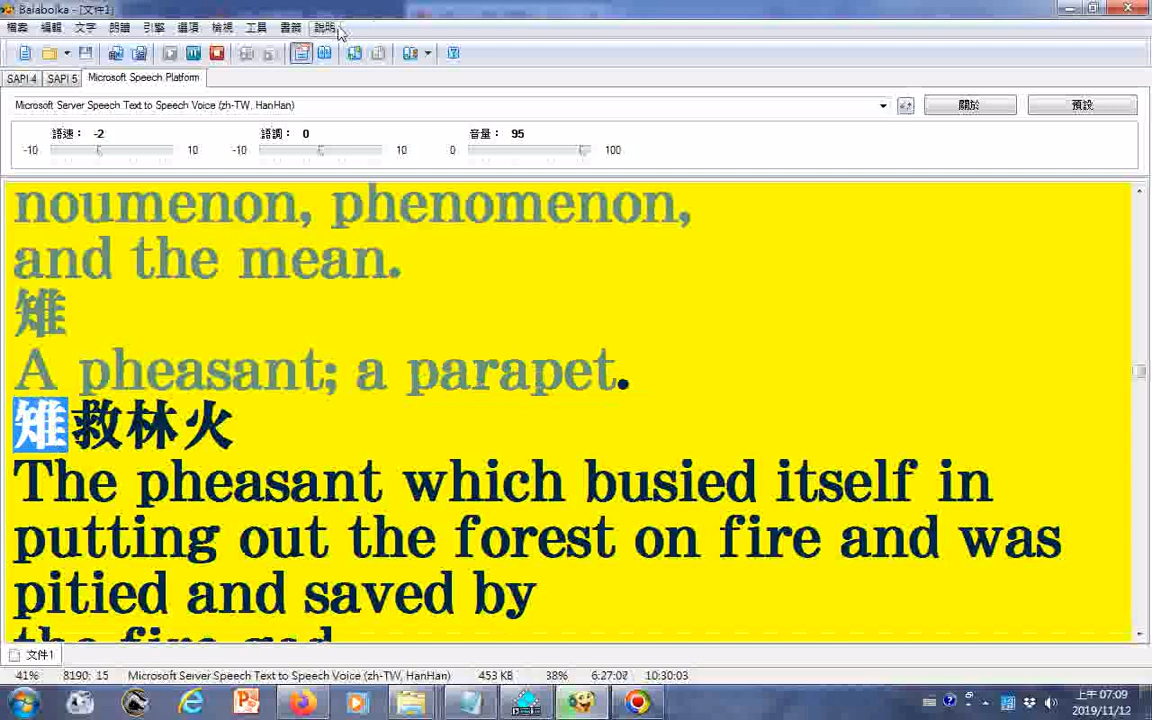 Balabolka - [文件1]
檔案 編輯 文字 朗讀 引擎 選項 檢視 工具 書籤 說明
SAPI 4 SAPI 5 Microsoft Speech Platform
Microsoft Server Speech Text to Speech Voice (zh-TW, HanHan) 關於 預設
語速： -2 語調： 0 音量： 95
-10 10 -10 10 0 100
noumenon, phenomenon,
and the mean.
雉
A pheasant; a parapet.
雉救林火
The pheasant which busied itself in
putting out the forest on fire and was
pitied and saved by
the fire god
文件1
41% 8190; 15 Microsoft Server Speech Text to Speech Voice (zh-TW, HanHan) 453 KB 38% 6:27:02 10:30:03
上午 07:09
2019/11/12